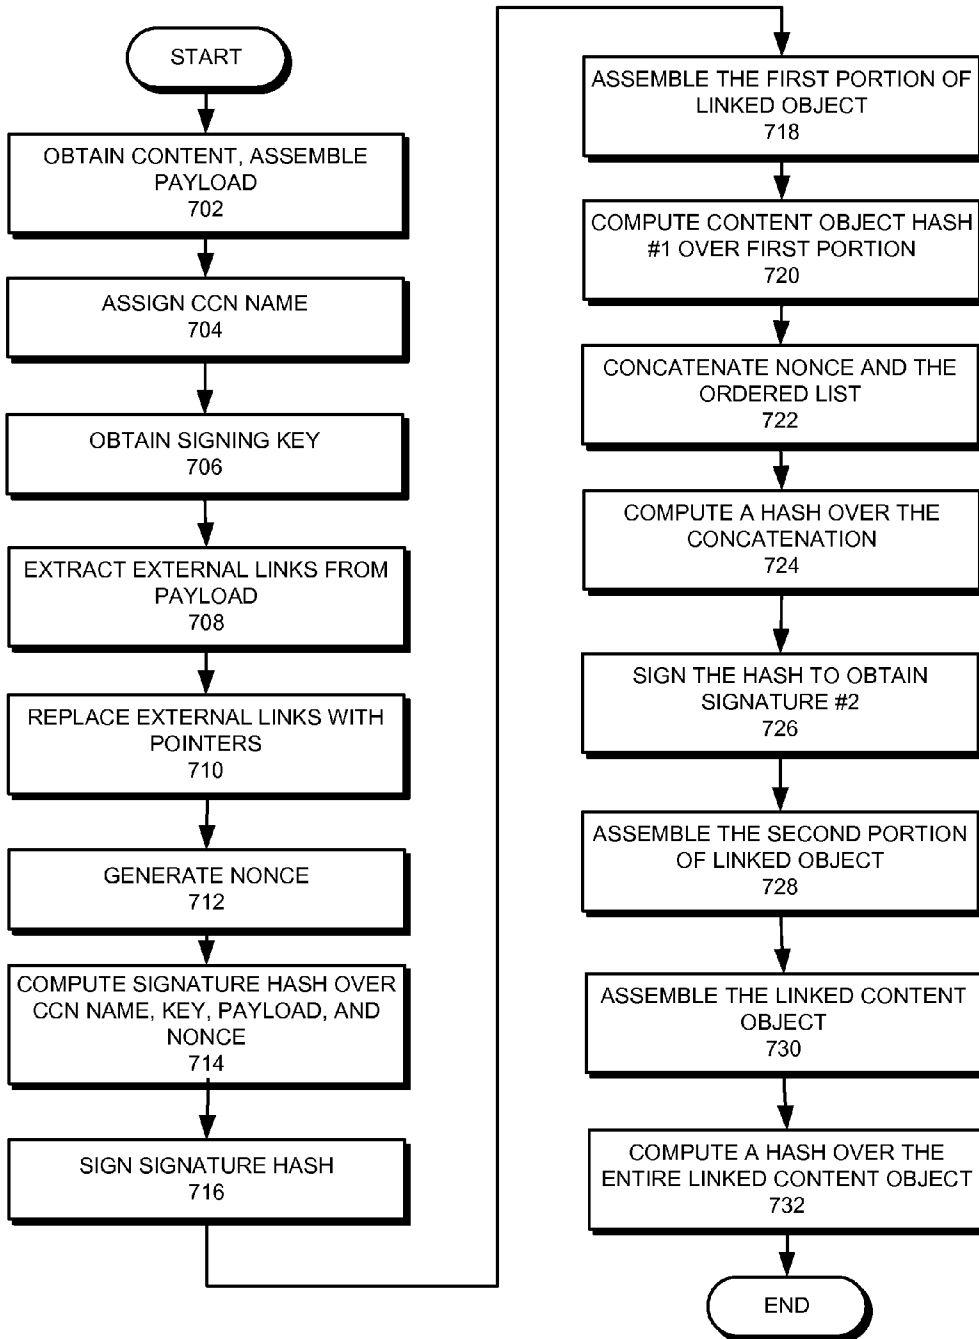 START
OBTAIN CONTENT, ASSEMBLE
PAYLOAD
702
ASSIGN CCN NAME
704
OBTAIN SIGNING KEY
706
EXTRACT EXTERNAL LINKS FROM
PAYLOAD
708
REPLACE EXTERNAL LINKS WITH
POINTERS
710
GENERATE NONCE
712
COMPUTE SIGNATURE HASH OVER
CCN NAME, KEY, PAYLOAD, AND
NONCE
714
SIGN SIGNATURE HASH
716
ASSEMBLE THE FIRST PORTION OF
LINKED OBJECT
718
COMPUTE CONTENT OBJECT HASH
#1 OVER FIRST PORTION
720
CONCATENATE NONCE AND THE
ORDERED LIST
722
COMPUTE A HASH OVER THE
CONCATENATION
724
SIGN THE HASH TO OBTAIN
SIGNATURE #2
726
ASSEMBLE THE SECOND PORTION
OF LINKED OBJECT
728
ASSEMBLE THE LINKED CONTENT
OBJECT
730
COMPUTE A HASH OVER THE
ENTIRE LINKED CONTENT OBJECT
732
END